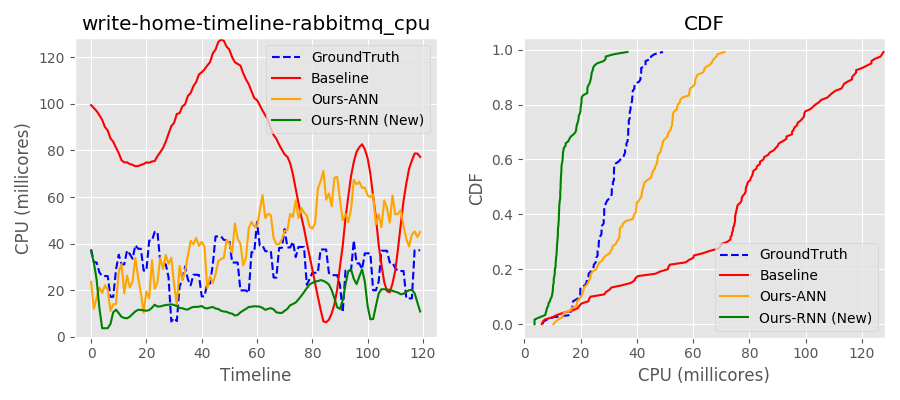 write-home-timeline-rabbitmq_cpu
CPU (millicores)
120
100
80
60
40
20
0
0 20 40 60 80 100 120
Timeline
GroundTruth
Baseline
Ours-ANN
Ours-RNN (New)
CDF
CDF
1.0
0.8
0.6
0.4
0.2
0.0
0 20 40 60 80 100 120
CPU (millicores)
GroundTruth
Baseline
Ours-ANN
Ours-RNN (New)